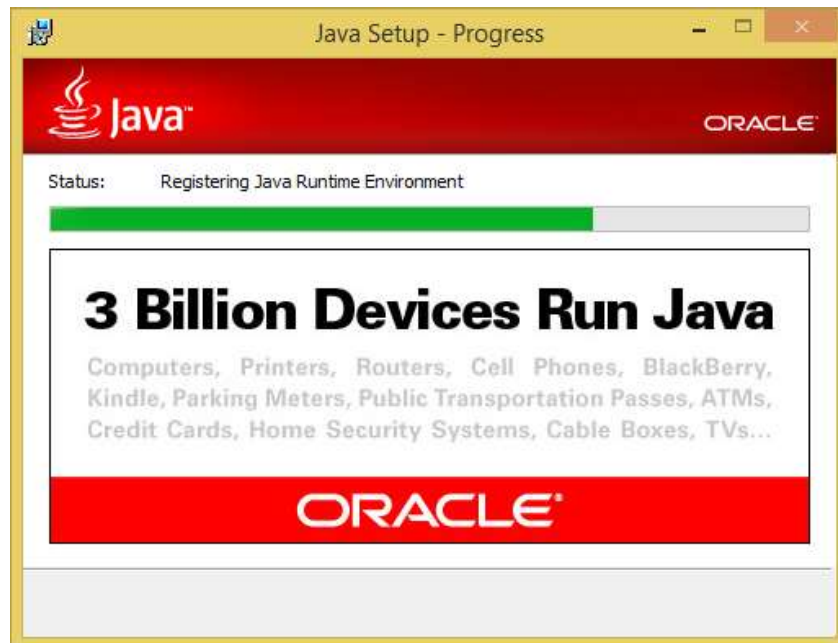 Java Setup - Progress
Java™
ORACLE®
Status: Registering Java Runtime Environment
3 Billion Devices Run Java
Computers, Printers, Routers, Cell Phones, BlackBerry,
Kindle, Parking Meters, Public Transportation Passes, ATMs,
Credit Cards, Home Security Systems, Cable Boxes, TVs...
ORACLE®